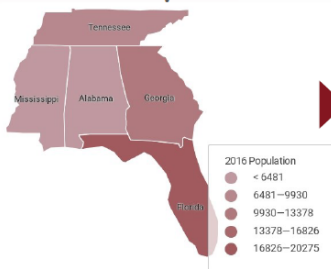 Tennessee
Mississippi
Alabama
Georgia
Florida
2016 Population
< 6481
6481—9930
9930—13378
13378—16826
16826—20275